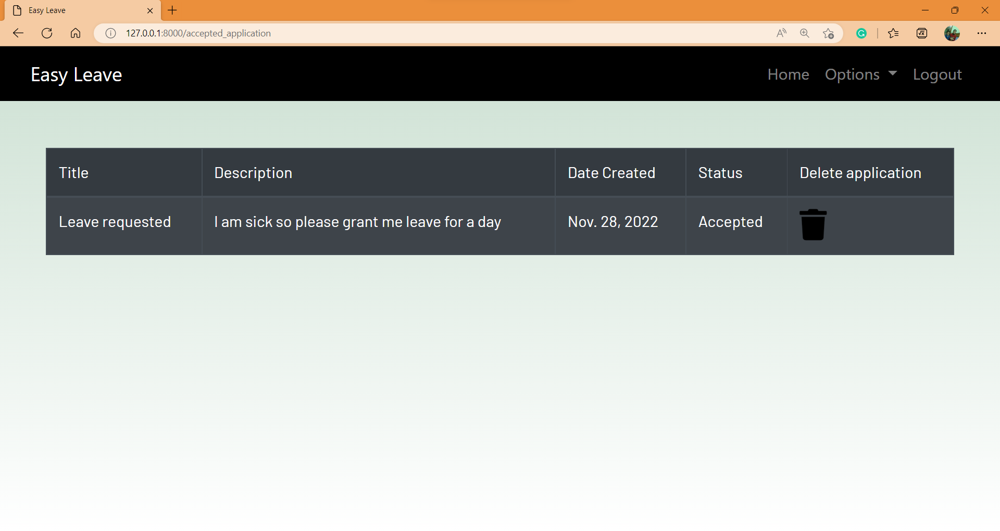 Easy Leave
127.0.0.1:8000/accepted_application
Easy Leave Home Options Logout
Title Description Date Created Status Delete application
Leave requested I am sick so please grant me leave for a day Nov. 28, 2022 Accepted